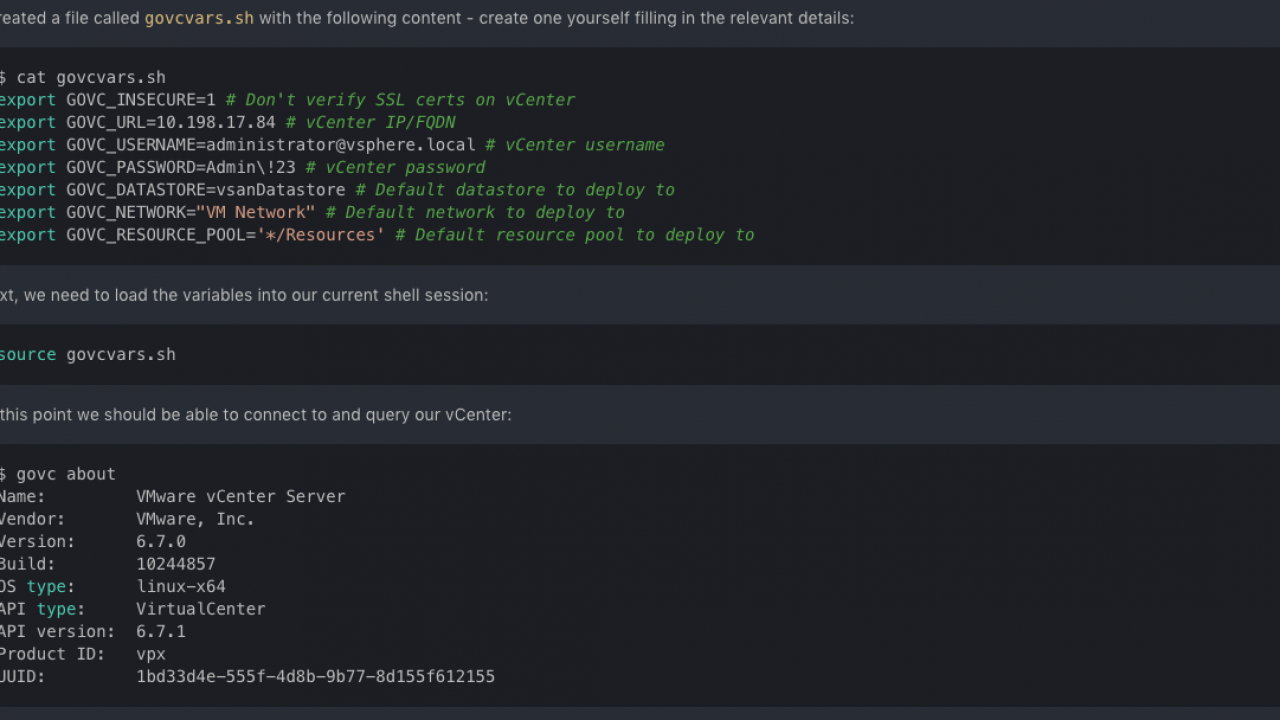 reated a file called govcvars.sh with the following content - create one yourself filling in the relevant details:
$ cat govcvars.sh
export GOVC_INSECURE=1 # Don't verify SSL certs on vCenter
export GOVC_URL=10.198.17.84 # vCenter IP/FQDN
export GOVC_USERNAME=administrator@vsphere.local # vCenter username
export GOVC_PASSWORD=Admin\!23 # vCenter password
export GOVC_DATASTORE=vsanDatastore # Default datastore to deploy to
export GOVC_NETWORK="VM Network" # Default network to deploy to
export GOVC_RESOURCE_POOL='*/Resources' # Default resource pool to deploy to
xt, we need to load the variables into our current shell session:
source govcvars.sh
this point we should be able to connect to and query our vCenter:
$ govc about
Name: VMware vCenter Server
Vendor: VMware, Inc.
Version: 6.7.0
Build: 10244857
OS type: linux-x64
API type: VirtualCenter
API version: 6.7.1
Product ID: vpx
UUID: 1bd33d4e-555f-4d8b-9b77-8d155f612155